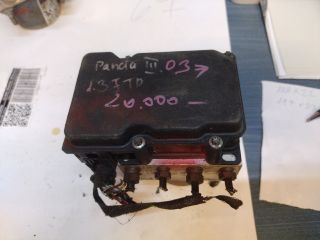 Panda III. 03→
1.3 JTD
20.000 —